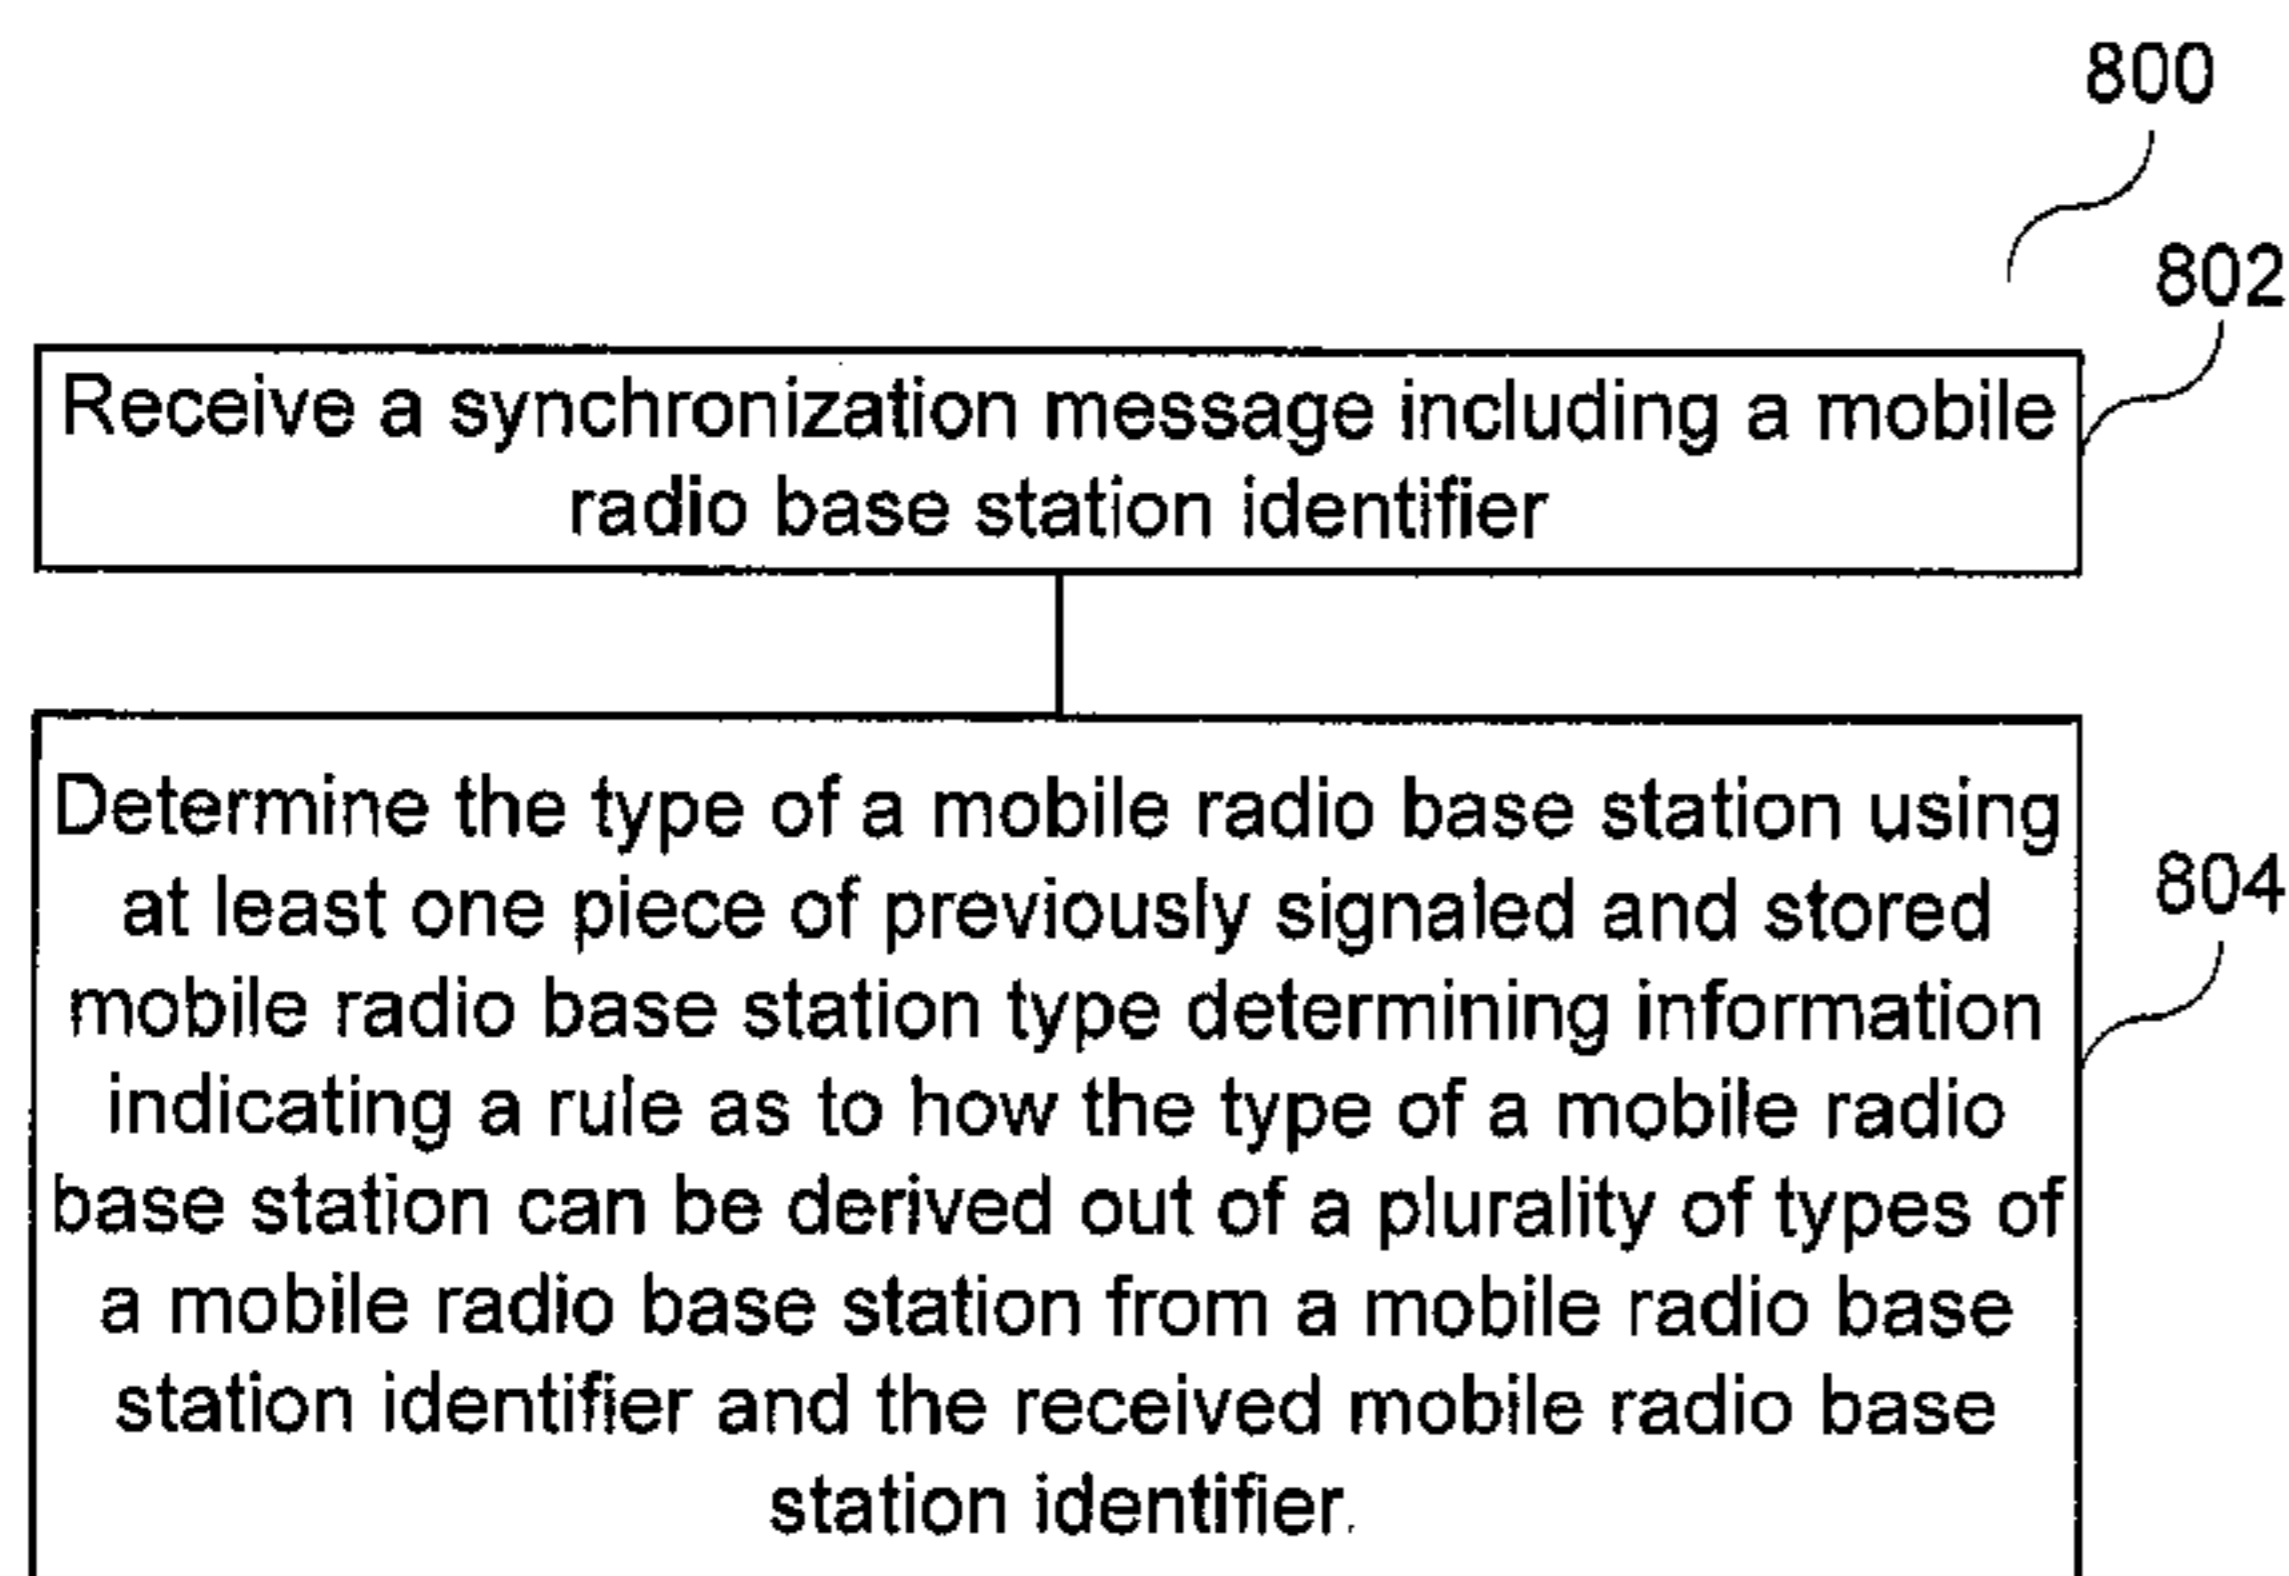 800
802
Receive a synchronization message including a mobile
radio base station identifier
Determine the type of a mobile radio base station using
at least one piece of previously signaled and stored
804
mobile radio base station type determining information
indicating a rule as to how the type of a mobile radio
base station can be derived out of a plurality of types of
a mobile radio base station from a mobile radio base
station identifier and the received mobile radio base
station identifier.